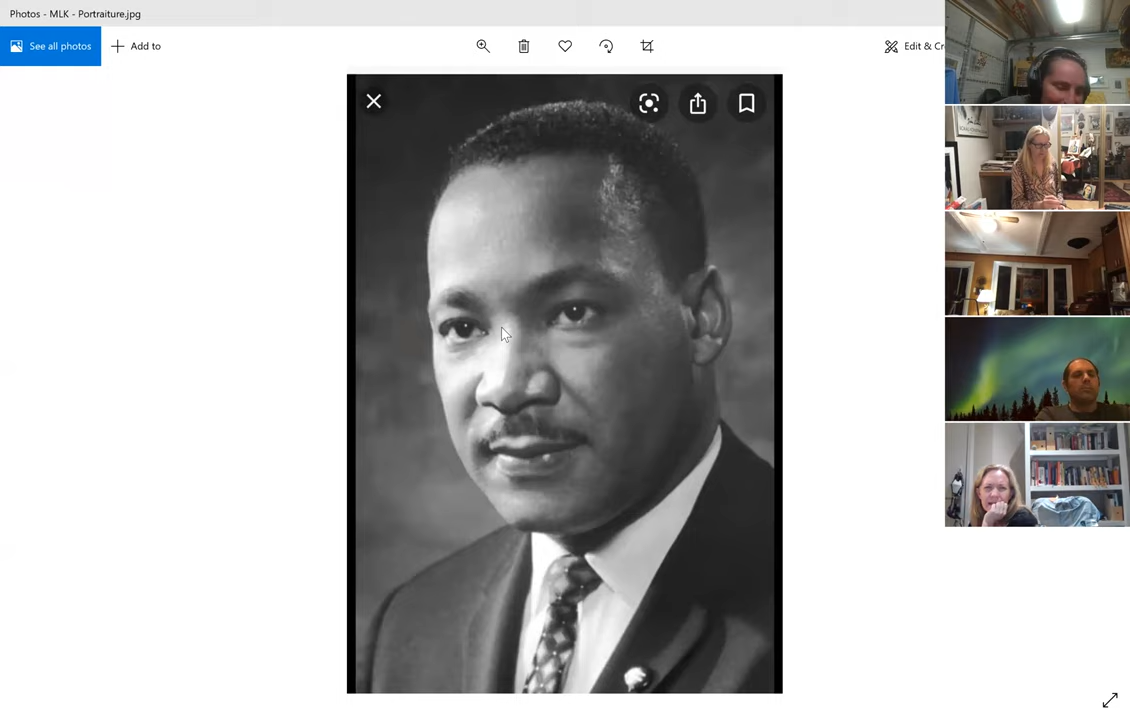 Photos - MLK - Portraiture.jpg
See all photos
Add to
Edit & Cr